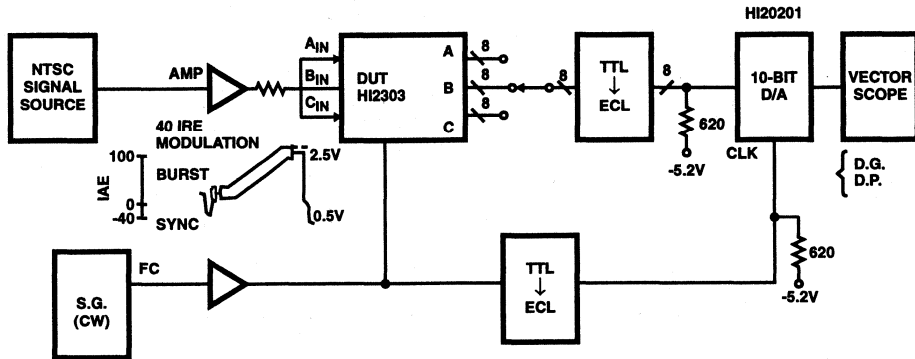 HI20201
NTSC
SIGNAL
SOURCE
AMP
AIN
BIN
CIN
DUT
HI2303
A
B
C
8
8
8
8
TTL
↓
ECL
8
620
-5.2V
10-BIT
D/A
CLK
VECTOR
SCOPE
D.G.
D.P.
40 IRE
MODULATION
100
0
-40
IAE
BURST
SYNC
2.5V
0.5V
S.G.
(CW)
FC
TTL
↓
ECL
620
-5.2V